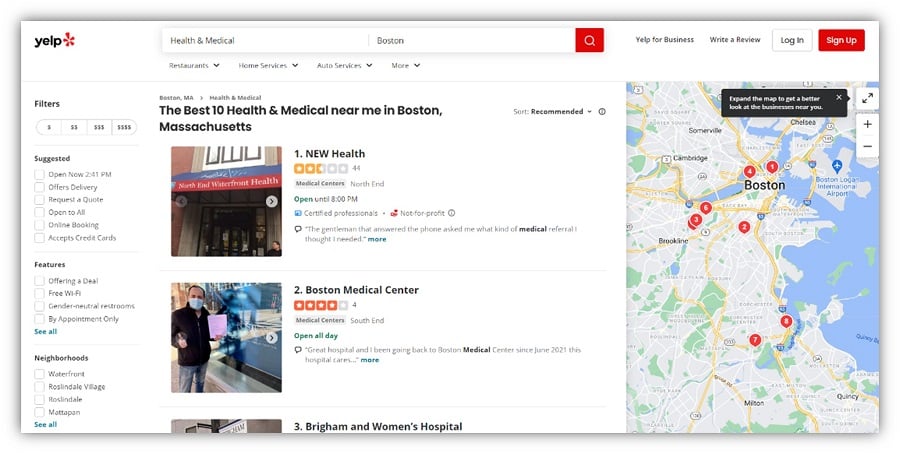 yelp
Health & Medical
Boston
Yelp for Business
Write a Review
Log In
Sign Up
Restaurants
Home Services
Auto Services
More
Filters
$
$$
$$$
$$$$
Suggested
Open Now 2:41 PM
Offers Delivery
Request a Quote
Open to All
Online Booking
Accepts Credit Cards
Features
Offering a Deal
Free Wi-Fi
Gender-neutral restrooms
By Appointment Only
See all
Neighborhoods
Waterfront
Roslindale Village
Roslindale
Mattapan
See all
Boston, MA > Health & Medical
The Best 10 Health & Medical near me in Boston,
Massachusetts
Sort: Recommended
North End Waterfront Health
1. NEW Health
44
Medical Centers North End
Open until 8:00 PM
Certified professionals • Not-for-profit
"The gentleman that answered the phone asked me what kind of medical referral I
thought I needed." more
2. Boston Medical Center
4
Medical Centers South End
Open all day
"Great hospital and I been going back to Boston Medical Center since June 2021 this
hospital cares..." more
3. Brigham and Women's Hospital
Expand the map to get a better
look at the businesses near you.
Chelsea
Somerville
Cambridge
Boston
Boston Logan
International
Airport
Brookline
Milton
Quincy
1
4
6
3
2
8
7